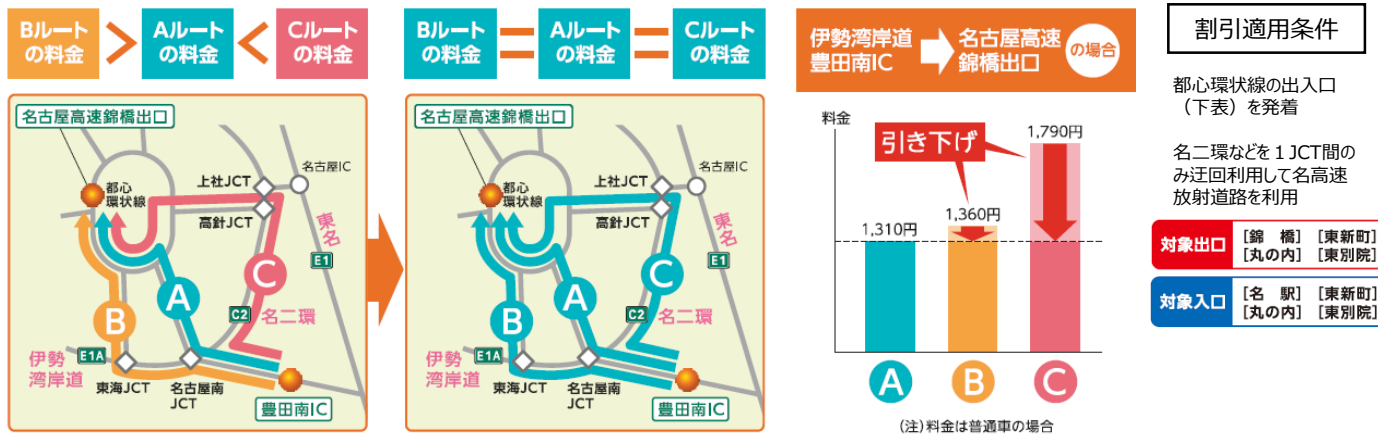 Bルート
の料金
>
Aルート
の料金
<
Cルート
の料金
名古屋高速錦橋出口
都心
環状線
上社JCT
名古屋IC
高針JCT
東名
E1
A
B
C
C2
名二環
伊勢
湾岸道
E1A
東海JCT
名古屋南
JCT
豊田南IC
Bルート
の料金
=
Aルート
の料金
=
Cルート
の料金
名古屋高速錦橋出口
都心
環状線
上社JCT
名古屋IC
高針JCT
東名
E1
A
B
C
C2
名二環
伊勢
湾岸道
E1A
東海JCT
名古屋南
JCT
豊田南IC
伊勢湾岸道
豊田南IC
名古屋高速
錦橋出口
の場合
料金
引き下げ
1,310円
1,360円
1,790円
A
B
C
(注)料金は普通車の場合
割引適用条件
都心環状線の出入口
(下表)を発着
名二環などを1JCT間の
み迂回利用して名高速
放射道路を利用
対象出口
[錦 橋] [東新町]
[丸の内] [東別院]
対象入口
[名 駅] [東新町]
[丸の内] [東別院]